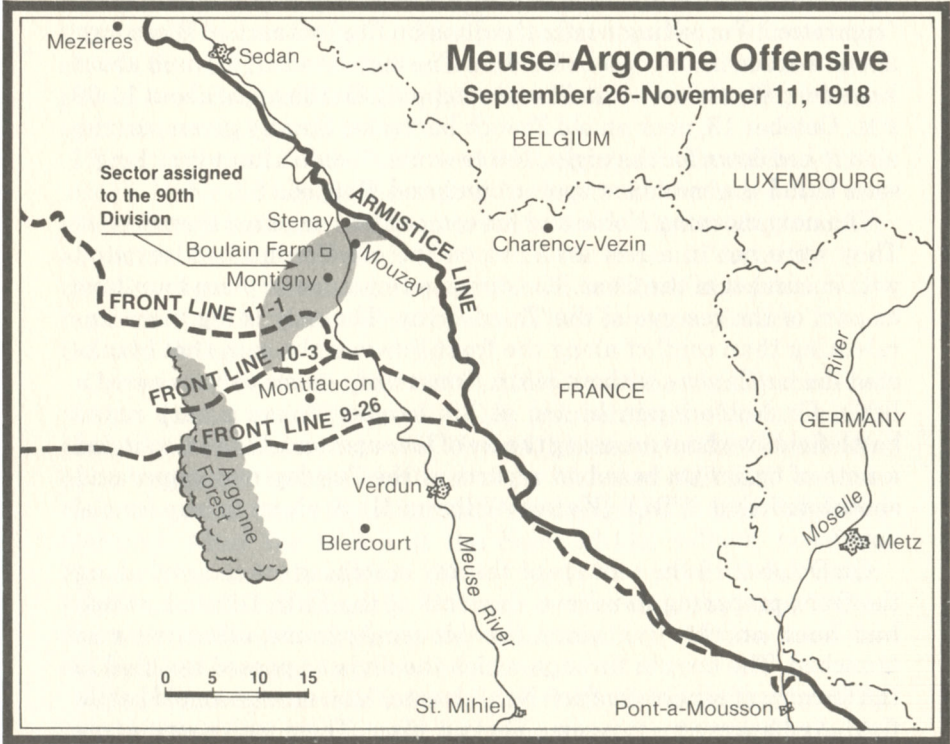 Mezières
Sedan
Meuse-Argonne Offensive
September 26-November 11, 1918
BELGIUM
LUXEMBOURG
Sector assigned
to the 90th
Division
Stenay
ARMISTICE LINE
Charency-Vezin
Boulain Farm
Mouzay
Montigny
FRONT LINE 11-1
FRONT LINE 10-3
Montfaucon
FRANCE
River
GERMANY
FRONT LINE 9-26
Argonne
Forest
Verdun
Moselle
Metz
Blercourt
Meuse River
0 5 10 15
St. Mihiel
Pont-a-Mousson